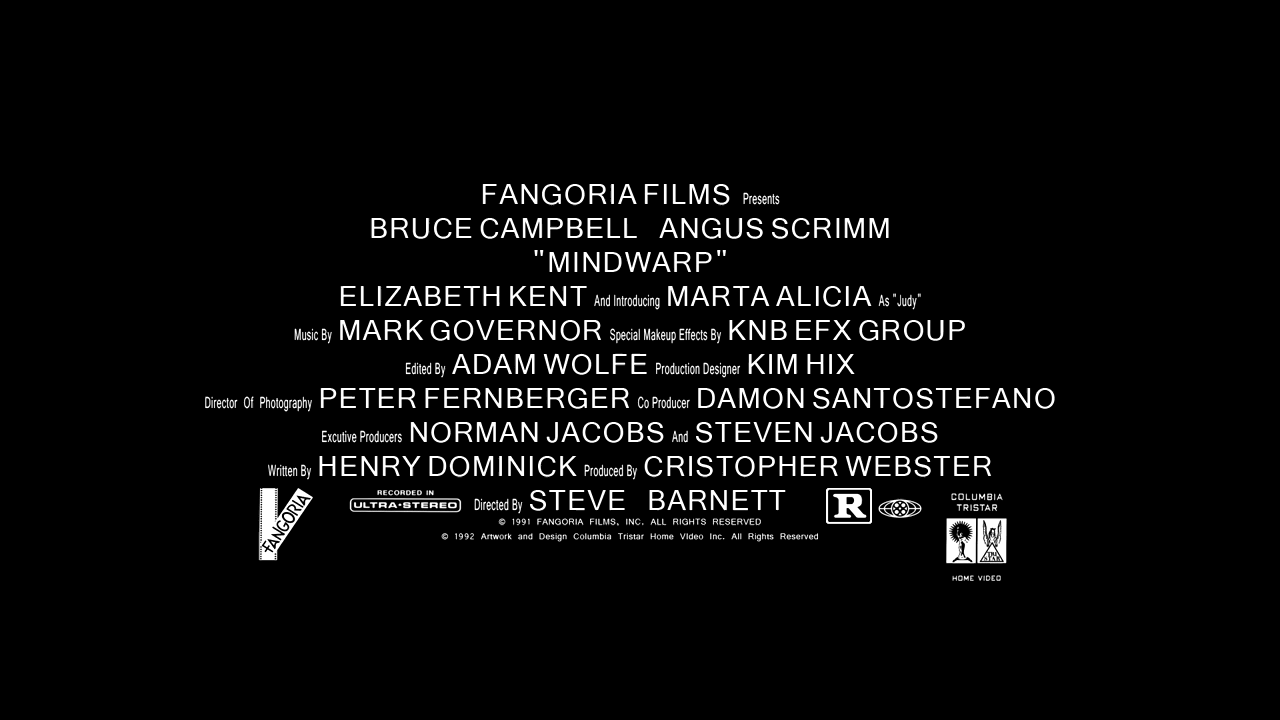 FANGORIA FILMS Presents
BRUCE CAMPBELL ANGUS SCRIMM
"MINDWARP"
ELIZABETH KENT And Introducing MARTA ALICIA As "Judy"
Music By MARK GOVERNOR Special Makeup Effects By KNB EFX GROUP
Edited By ADAM WOLFE Production Designer KIM HIX
Director Of Photography PETER FERNBERGER Co Producer DAMON SANTOSTEFANO
Excutive Producers NORMAN JACOBS And STEVEN JACOBS
Written By HENRY DOMINICK Produced By CRISTOPHER WEBSTER
FANGORIA
RECORDED IN
ULTRA-STEREO
Directed By STEVE BARNETT
R
COLUMBIA
TRISTAR
© 1991 FANGORIA FILMS, INC. ALL RIGHTS RESERVED
© 1992 Artwork and Design Columbia Tristar Home VIdeo Inc. All Rights Reserved
TRI
STAR
HOME VIDEO